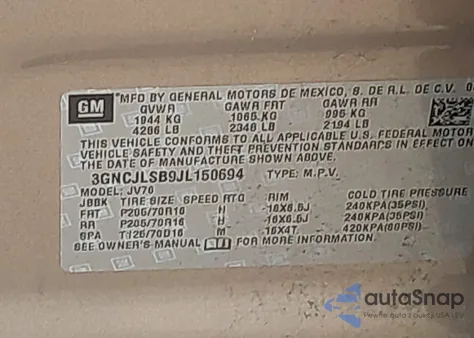 GM
MFD BY GENERAL MOTORS DE MEXICO, S. DE R.L. DE C.V.
GVWR GAWR FRT GAWR RR
1944 KG 1065 KG 995 KG
4286 LB 2348 LB 2194 LB
THIS VEHICLE CONFORMS TO ALL APPLICABLE U.S. FEDERAL MOTOR
VEHICLE SAFETY AND THEFT PREVENTION STANDARDS IN EFFECT ON
THE DATE OF MANUFACTURE SHOWN ABOVE.
3GNCJLSB9JL150694 TYPE: M.P.V.
MODEL: JV76
TIRE SIZE SPEED RTG RIM COLD TIRE PRESSURE
FRT P205/70R16 H 16X6.5J 240KPA(35PSI)
RR P205/70R16 H 16X6.5J 240KPA(35PSI)
SPA T125/70D16 M 16X4T 420KPA(60PSI)
SEE OWNER'S MANUAL FOR MORE INFORMATION.
autaSnap